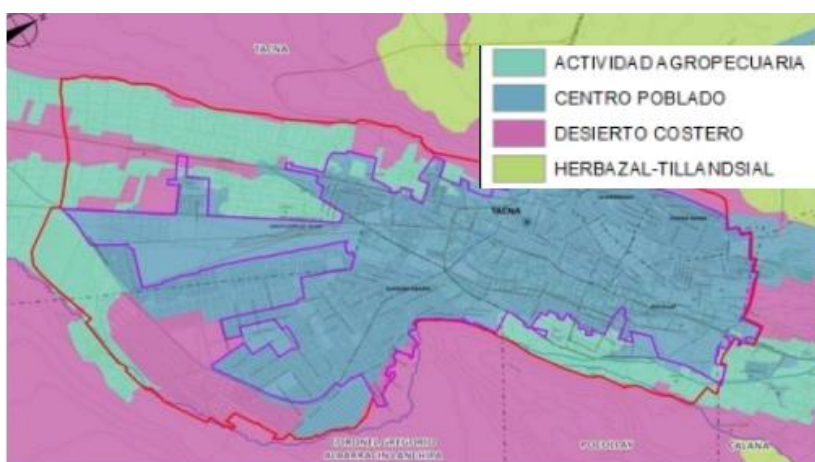 N
TACNA
ACTIVIDAD AGROPECUARIA
CENTRO POBLADO
DESIERTO COSTERO
HERBAZAL-TILLANDSIAL
TACNA
CORONEL GREGORIO
ALBARRACIN LANCHIPA
POCOLLAY
CALANA